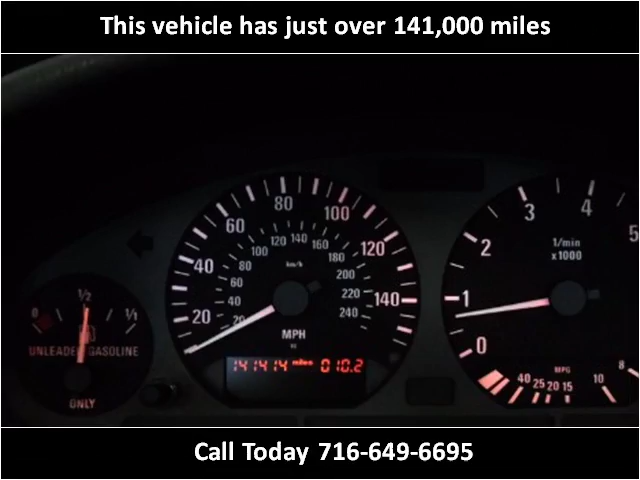 This vehicle has just over 141,000 miles
20 40 60 80 100 120 140
20 40 60 80 100 120 140 160 180 200 220 240
km/h
MPH
141414 miles 010.2
0 1/2 1/1
UNLEADED GASOLINE
ONLY
0 1 2 3 4 5
1/min
x1000
MPG
40 25 20 15 10 8
Call Today 716-649-6695